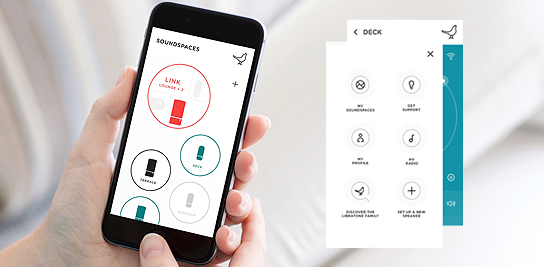 SOUNDSPACES
LINK
LOUNGE + 2
DECK
TERRACE
BEDROOM
DECK
MY
SOUNDSPACES
GET
SUPPORT
MY
PROFILE
MY
RADIO
DISCOVER THE
LIBRATONE FAMILY
SET UP A NEW
SPEAKER